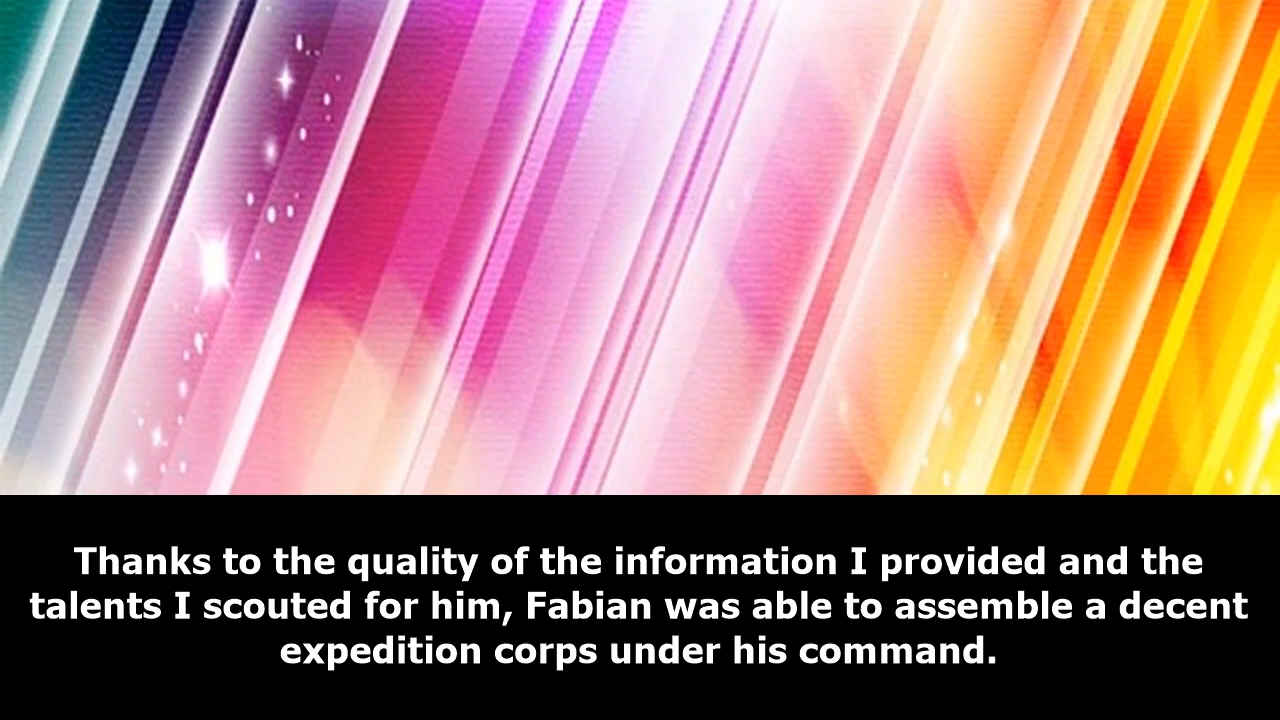 Thanks to the quality of the information I provided and the
talents I scouted for him, Fabian was able to assemble a decent
expedition corps under his command.